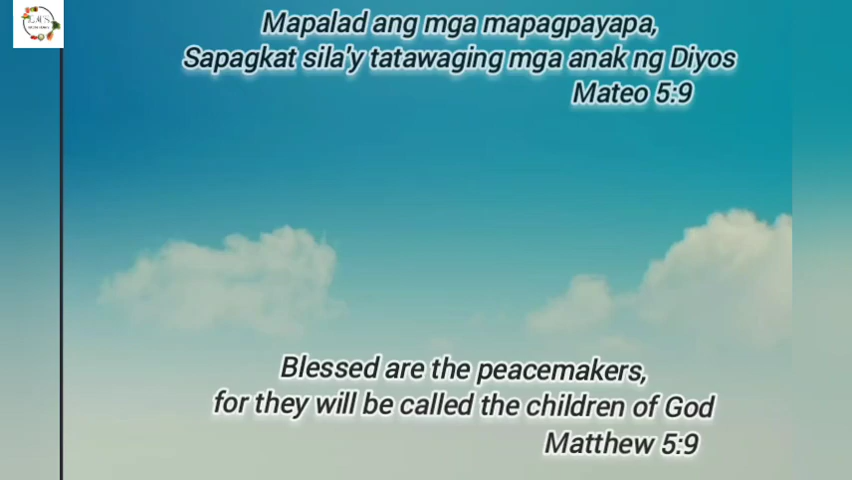 Mapalad ang mga mapagpayapa,
Sapagkat sila'y tatawaging mga anak ng Diyos
Mateo 5:9
Blessed are the peacemakers,
for they will be called the children of God
Matthew 5:9